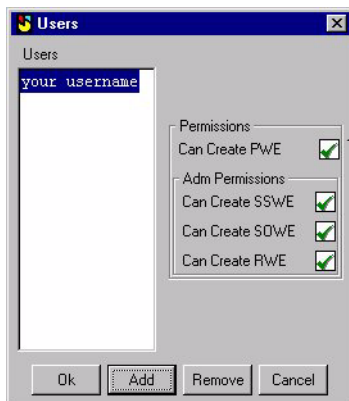 Users
Users
your username
Permissions
Can Create PWE
Adm Permissions
Can Create SSWE
Can Create SOWE
Can Create RWE
Ok Add Remove Cancel